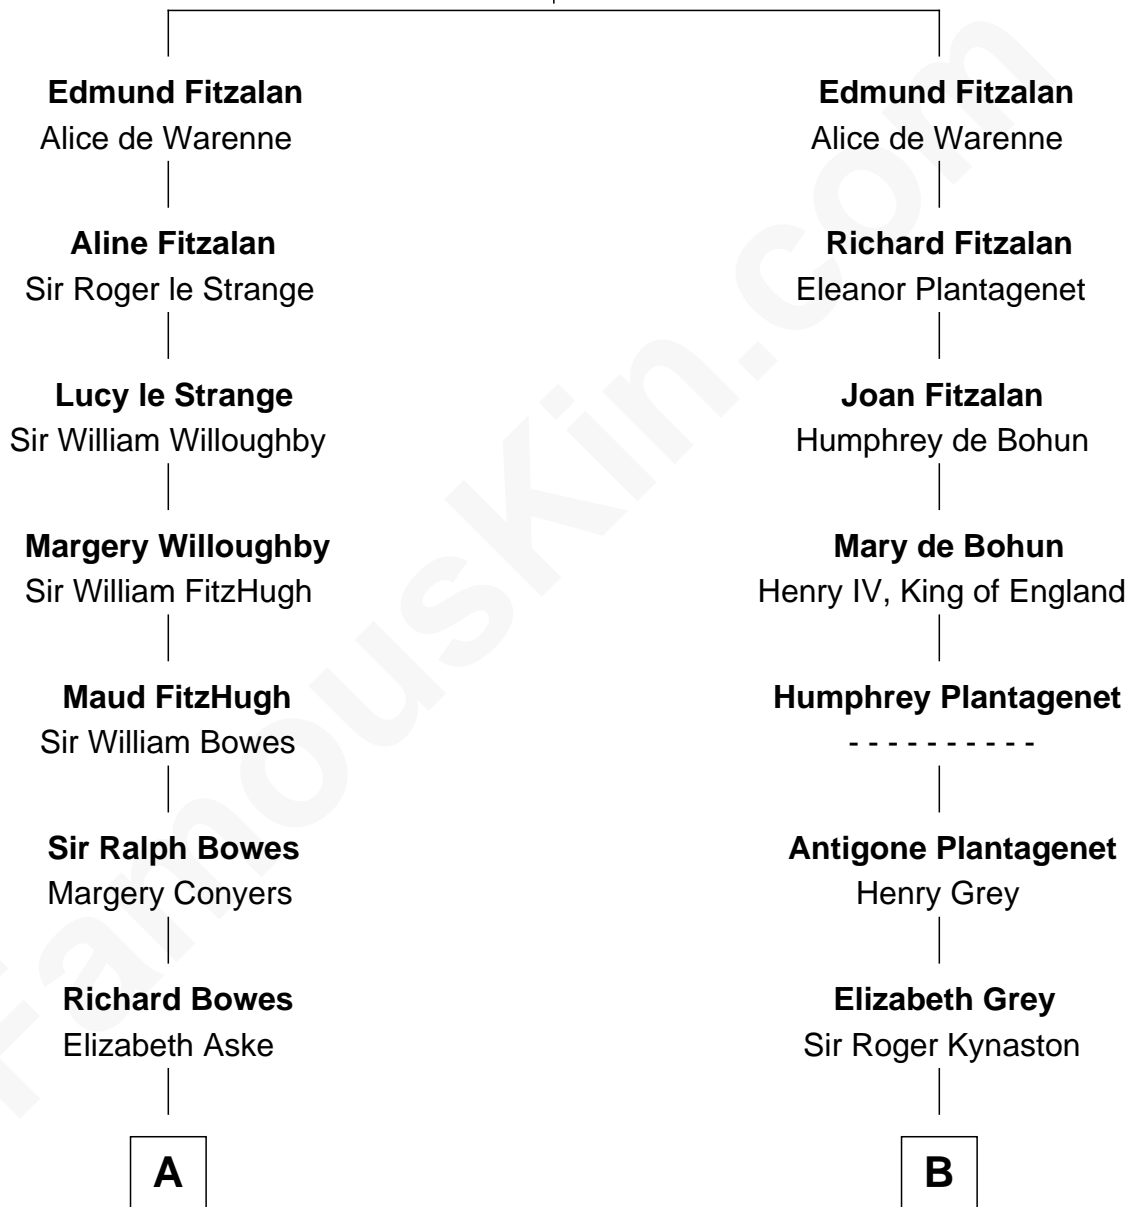 Edmund Fitzalan
Alice de Warenne
Aline Fitzalan
Sir Roger le Strange
Lucy le Strange
Sir William Willoughby
Margery Willoughby
Sir William FitzHugh
Maud FitzHugh
Sir William Bowes
Sir Ralph Bowes
Margery Conyers
Richard Bowes
Elizabeth Aske
A
Edmund Fitzalan
Alice de Warenne
Richard Fitzalan
Eleanor Plantagenet
Joan Fitzalan
Humphrey de Bohun
Mary de Bohun
Henry IV, King of England
Humphrey Plantagenet
- - - - - - - - - -
Antigone Plantagenet
Henry Grey
Elizabeth Grey
Sir Roger Kynaston
B
FamousKin.com